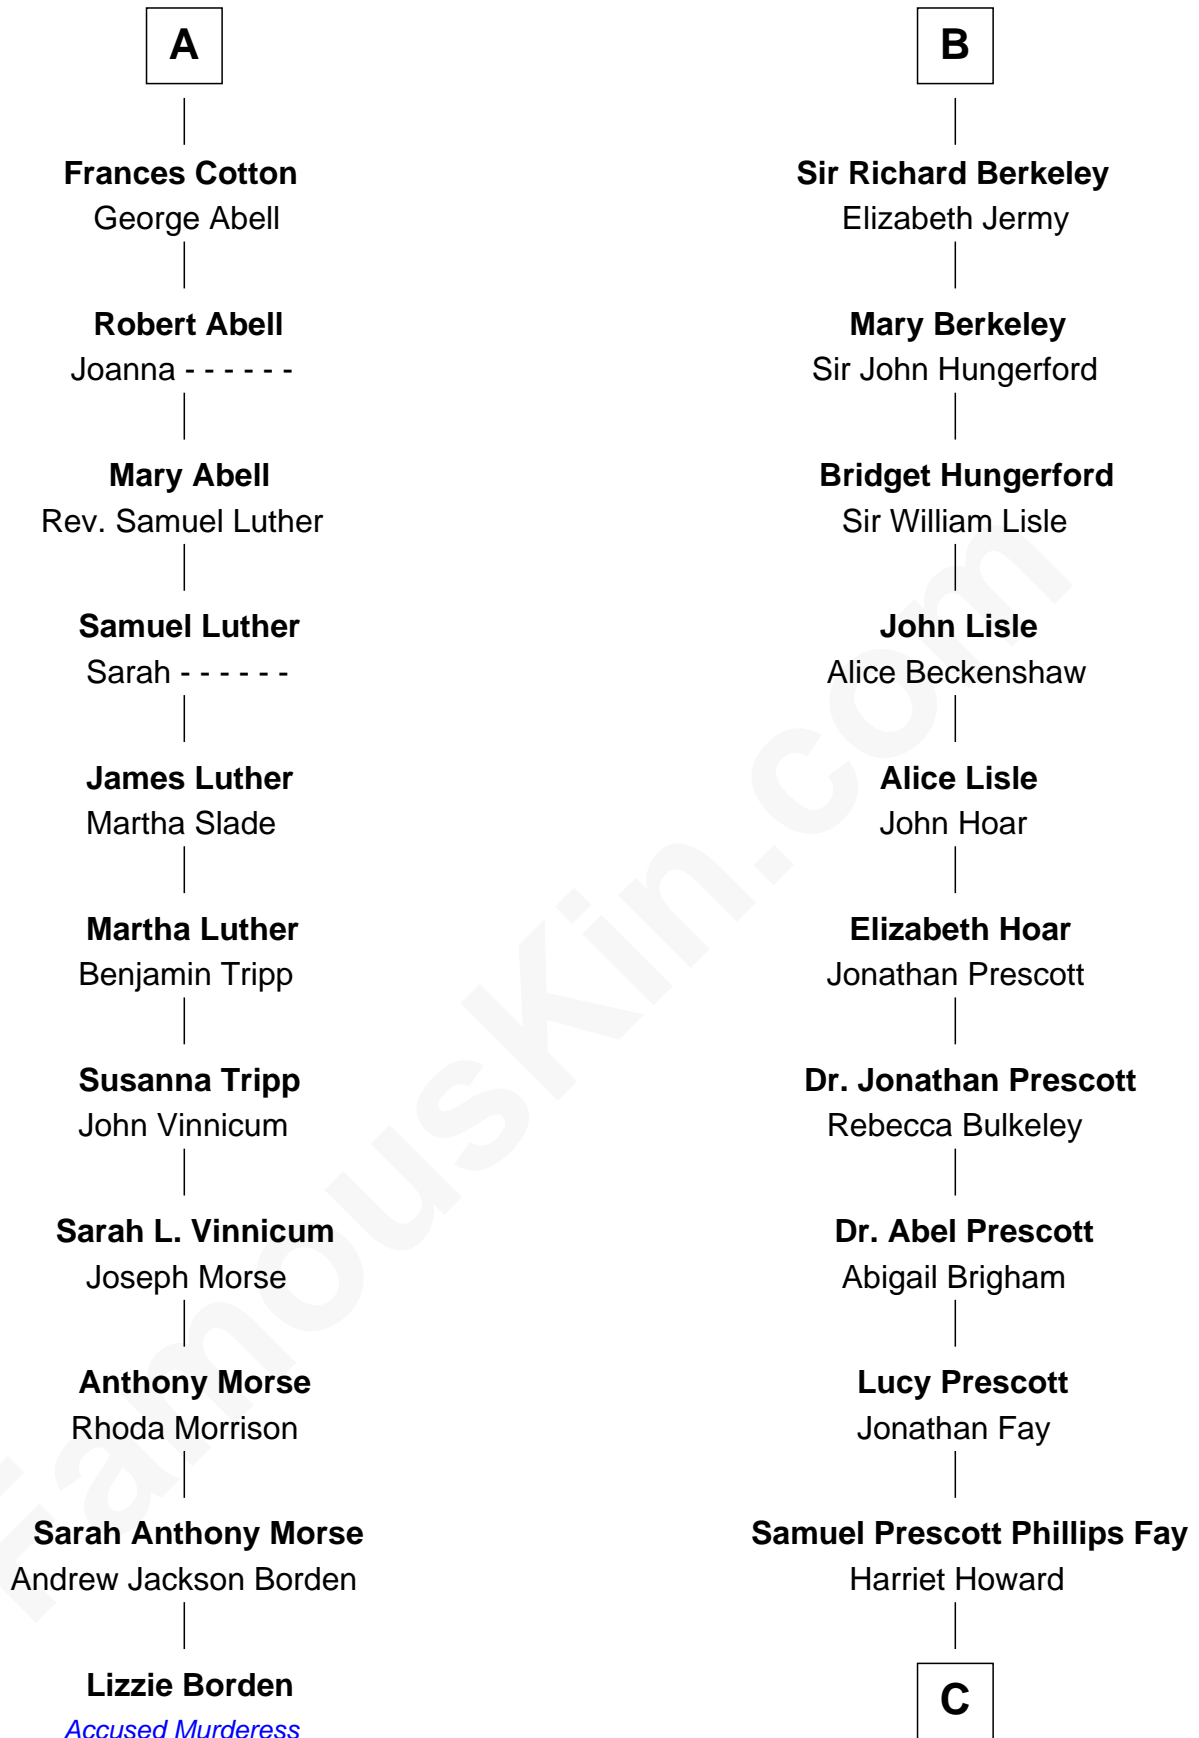 A
Frances Cotton
George Abell
Robert Abell
Joanna - - - - - -
Mary Abell
Rev. Samuel Luther
Samuel Luther
Sarah - - - - - -
James Luther
Martha Slade
Martha Luther
Benjamin Tripp
Susanna Tripp
John Vinnicum
Sarah L. Vinnicum
Joseph Morse
Anthony Morse
Rhoda Morrison
Sarah Anthony Morse
Andrew Jackson Borden
Lizzie Borden
Accused Murderess
B
Sir Richard Berkeley
Elizabeth Jermy
Mary Berkeley
Sir John Hungerford
Bridget Hungerford
Sir William Lisle
John Lisle
Alice Beckenshaw
Alice Lisle
John Hoar
Elizabeth Hoar
Jonathan Prescott
Dr. Jonathan Prescott
Rebecca Bulkeley
Dr. Abel Prescott
Abigail Brigham
Lucy Prescott
Jonathan Fay
Samuel Prescott Phillips Fay
Harriet Howard
C
FamousKin.com